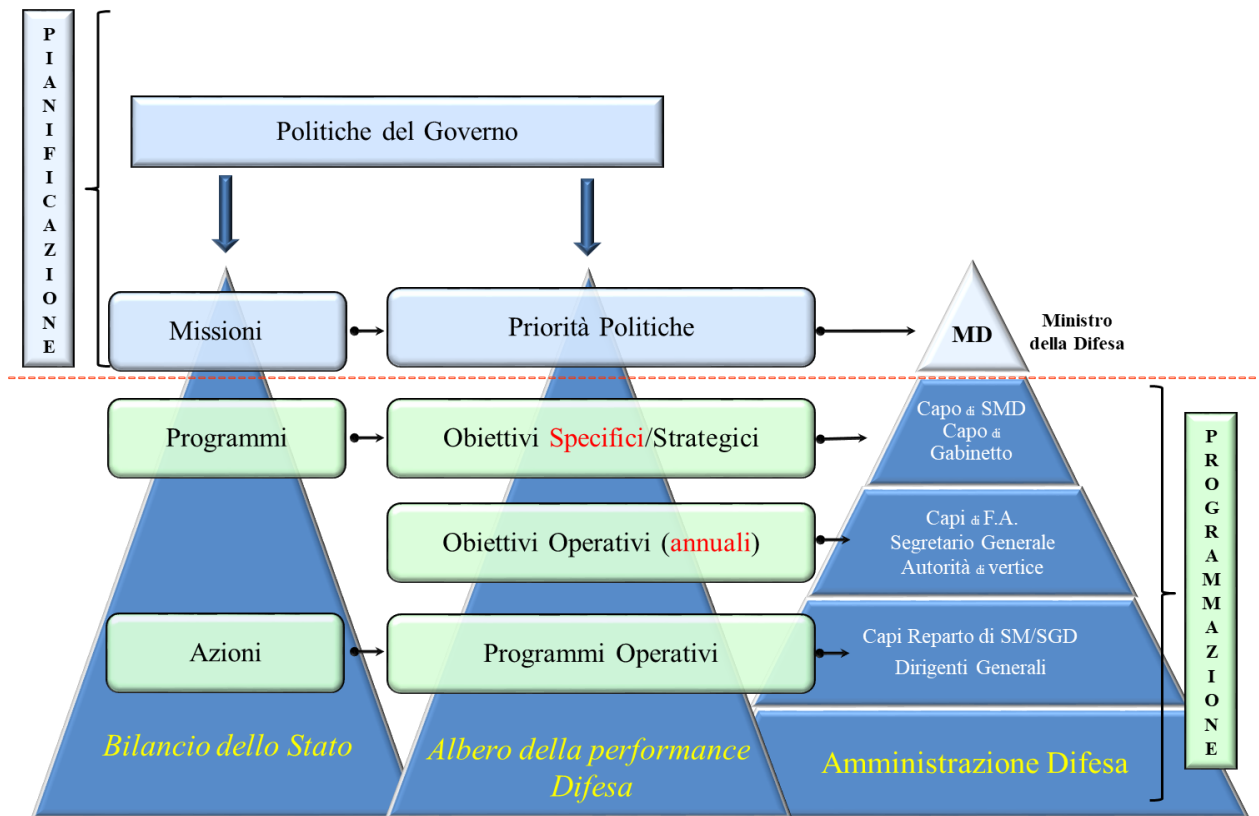 PIANIFICAZIONE
Politiche del Governo
Missioni
Priorità Politiche
MD
Ministro
della Difesa
Programmi
Obiettivi Specifici/Strategici
Capo di SMD
Capo di
Gabinetto
Obiettivi Operativi (annuali)
Capi di F.A.
Segretario Generale
Autorità di vertice
Azioni
Programmi Operativi
Capi Reparto di SM/SGD
Dirigenti Generali
Bilancio dello Stato
Albero della performance
Difesa
Amministrazione Difesa
PROGRAMMAZIONE